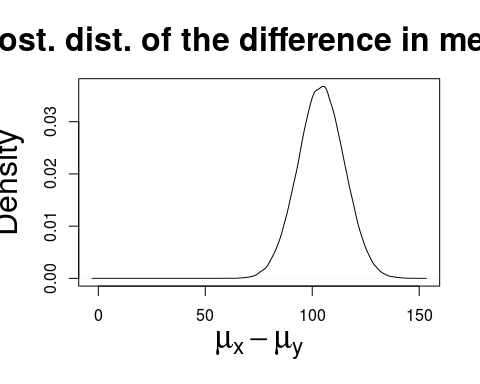 ost. dist. of the difference in me
Density
0.03
0.02
0.01
0.00
0 50 100 150
μx − μy